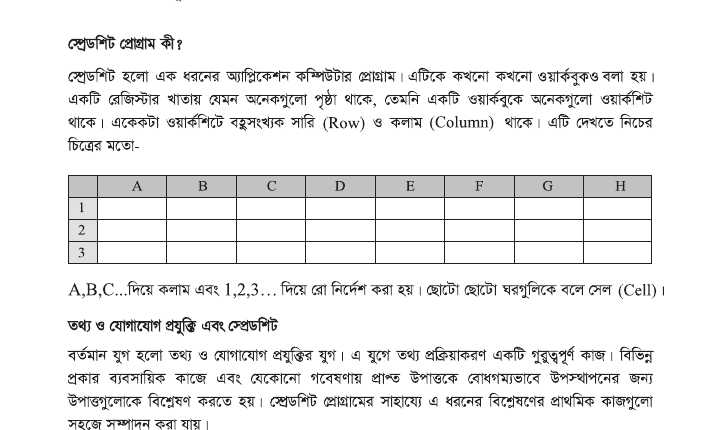 স্প্রেডশিট প্রোগ্রাম কী?
স্প্রেডশিট হলো এক ধরনের অ্যাপ্লিকেশন কম্পিউটার প্রোগ্রাম। এটিকে কখনো কখনো ওয়ার্কবুকও বলা হয়।
একটি রেজিস্টার খাতায় যেমন অনেকগুলো পৃষ্ঠা থাকে, তেমনি একটি ওয়ার্কবুকে অনেকগুলো ওয়ার্কশিট
থাকে। একেকটা ওয়ার্কশিটে বহুসংখ্যক সারি (Row) ও কলাম (Column) থাকে। এটি দেখতে নিচের
চিত্রের মতো-
A B C D E F G H
1
2
3
A,B,C...দিয়ে কলাম এবং 1,2,3... দিয়ে রো নির্দেশ করা হয়। ছোটো ছোটো ঘরগুলিকে বলে সেল (Cell)।
তথ্য ও যোগাযোগ প্রযুক্তি এবং স্প্রেডশিট
বর্তমান যুগ হলো তথ্য ও যোগাযোগ প্রযুক্তির যুগ। এ যুগে তথ্য প্রক্রিয়াকরণ একটি গুরুত্বপূর্ণ কাজ। বিভিন্ন
প্রকার ব্যবসায়িক কাজে এবং যেকোনো গবেষণায় প্রাপ্ত উপাত্তকে বোধগম্যভাবে উপস্থাপনের জন্য
উপাত্তগুলোকে বিশ্লেষণ করতে হয়। স্প্রেডশিট প্রোগ্রামের সাহায্যে এ ধরনের বিশ্লেষণের প্রাথমিক কাজগুলো
সহজে সম্পাদন করা যায়।